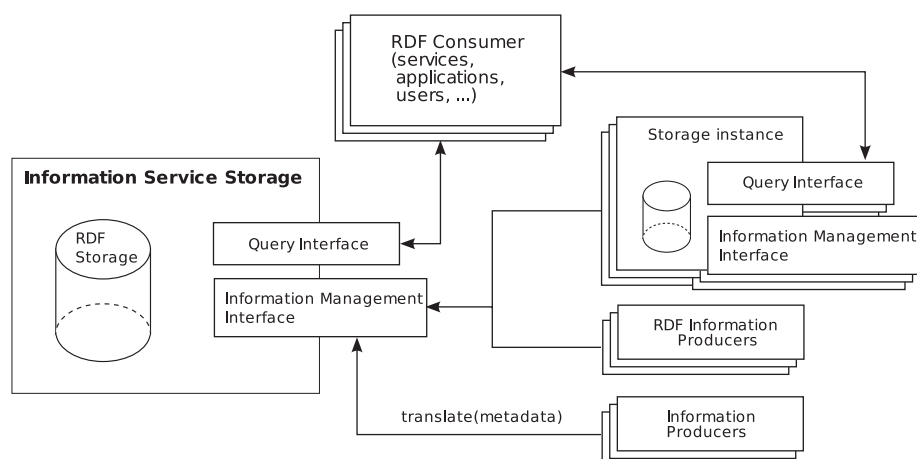 RDF Consumer
(services,
applications,
users, ...)
Storage instance
Query Interface
Information Management
Interface
Information Service Storage
RDF
Storage
Query Interface
Information Management
Interface
RDF Information
Producers
translate(metadata)
Information
Producers